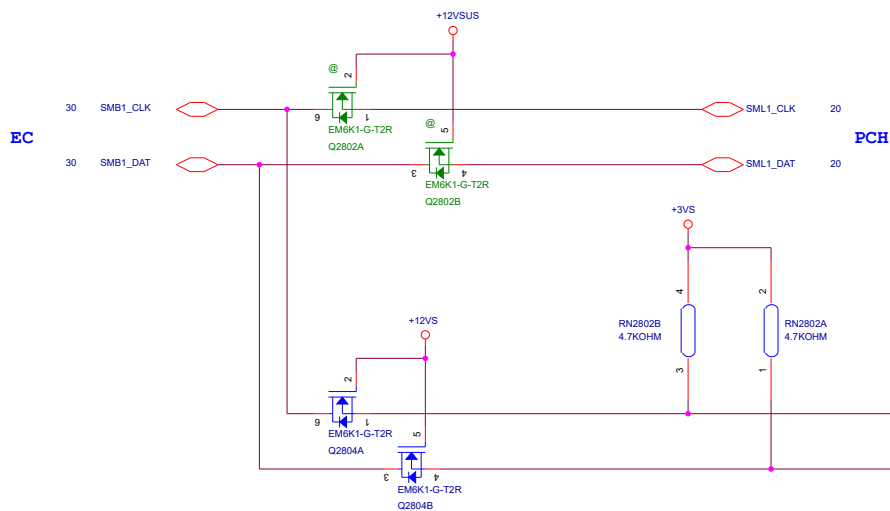 +12VSUS
@
2
30 SMB1_CLK
SML1_CLK 20
6 1
EM6K1-G-T2R
Q2802A
EC
PCH
@
5
30 SMB1_DAT
SML1_DAT 20
3 4
EM6K1-G-T2R
Q2802B
+3VS
4 2
RN2802B
4.7KOHM
RN2802A
4.7KOHM
3 1
+12VS
2
6 1
EM6K1-G-T2R
Q2804A
5
3 4
EM6K1-G-T2R
Q2804B